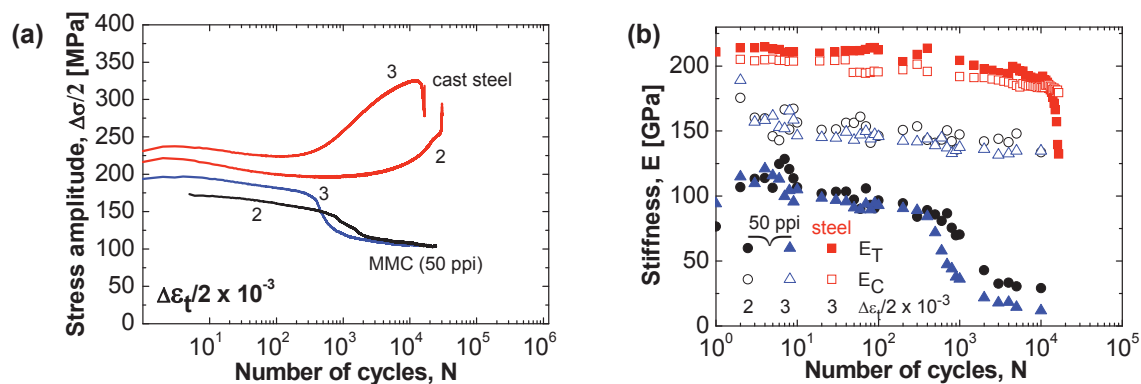 (a)
Stress amplitude, Δσ/2 [MPa]
400
350
300
250
200
150
100
50
0
3
cast steel
2
3
2
MMC (50 ppi)
Δεt/2 x 10⁻³
10¹ 10² 10³ 10⁴ 10⁵ 10⁶
Number of cycles, N
(b)
Stiffness, E [GPa]
200
150
100
50
0
50 ppi steel
E_T
E_C
2 3 3 Δεt/2 x 10⁻³
10⁰ 10¹ 10² 10³ 10⁴ 10⁵
Number of cycles, N